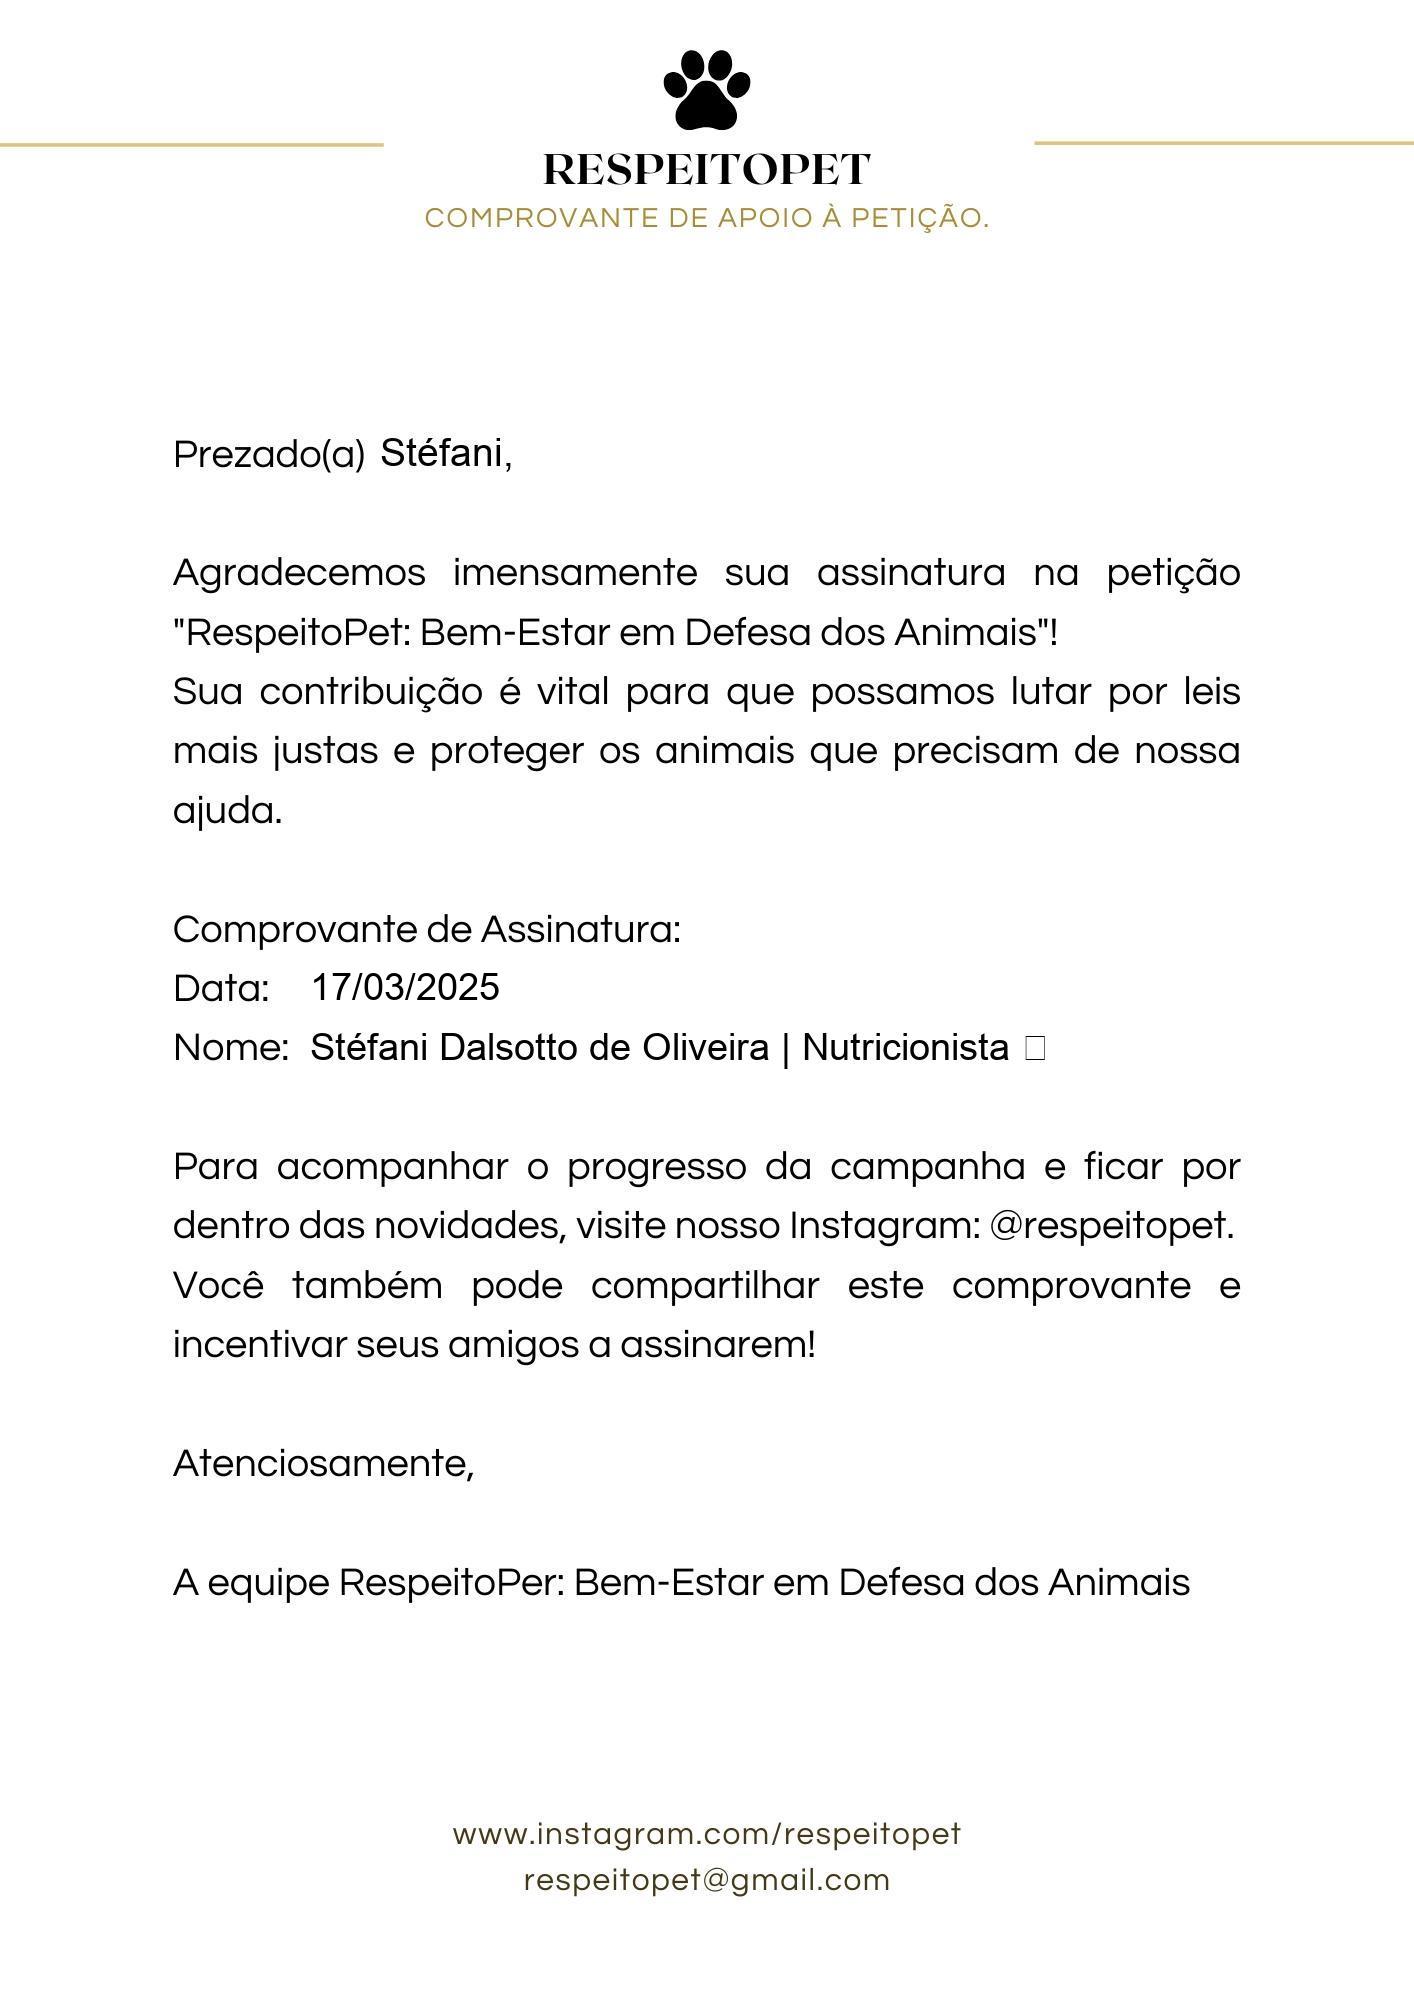 RESPEITOPET
COMPROVANTE DE APOIO À PETIÇÃO.
Prezado(a) Stéfani,
Agradecemos imensamente sua assinatura na petição
"RespeitoPet: Bem-Estar em Defesa dos Animais"!
Sua contribuição é vital para que possamos lutar por leis
mais justas e proteger os animais que precisam de nossa
ajuda.
Comprovante de Assinatura:
Data: 17/03/2025
Nome: Stéfani Dalsotto de Oliveira | Nutricionista
Para acompanhar o progresso da campanha e ficar por
dentro das novidades, visite nosso Instagram: @respeitopet.
Você também pode compartilhar este comprovante e
incentivar seus amigos a assinarem!
Atenciosamente,
A equipe RespeitoPer: Bem-Estar em Defesa dos Animais
www.instagram.com/respeitopet
respeitopet@gmail.com